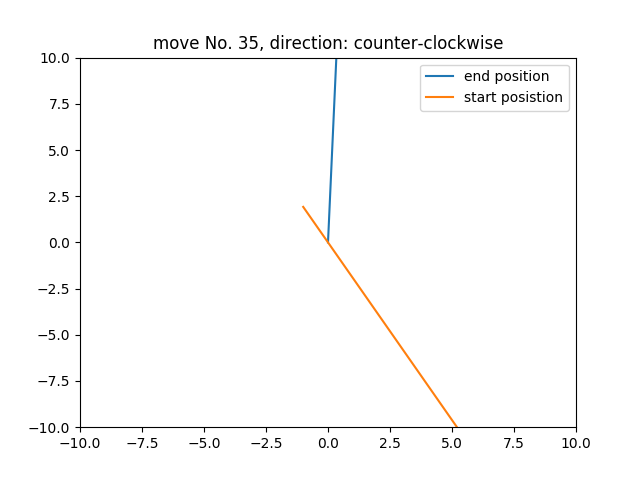 move No. 35, direction: counter-clockwise
end position
start posistion
10.0
7.5
5.0
2.5
0.0
−2.5
−5.0
−7.5
−10.0
−10.0 −7.5 −5.0 −2.5 0.0 2.5 5.0 7.5 10.0